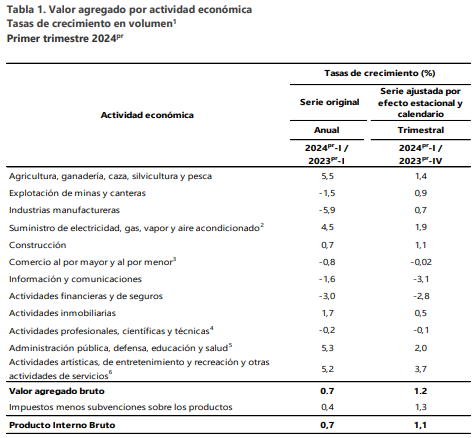 Tabla 1. Valor agregado por actividad económica
Tasas de crecimiento en volumen¹
Primer trimestre 2024ᵖʳ
Tasas de crecimiento (%)
Actividad económica
Serie original
Serie ajustada por
efecto estacional y
calendario
Anual
Trimestral
2024ᵖʳ-I /
2023ᵖʳ-I
2024ᵖʳ-I /
2023ᵖʳ-IV
Agricultura, ganadería, caza, silvicultura y pesca 5,5 1,4
Explotación de minas y canteras -1,5 0,9
Industrias manufactureras -5,9 0,7
Suministro de electricidad, gas, vapor y aire acondicionado² 4,5 1,9
Construcción 0,7 1,1
Comercio al por mayor y al por menor³ -0,8 -0,02
Información y comunicaciones -1,6 -3,1
Actividades financieras y de seguros -3,0 -2,8
Actividades inmobiliarias 1,7 0,5
Actividades profesionales, científicas y técnicas⁴ -0,2 -0,1
Administración pública, defensa, educación y salud⁵ 5,3 2,0
Actividades artísticas, de entretenimiento y recreación y otras
actividades de servicios⁶ 5,2 3,7
Valor agregado bruto 0.7 1.2
Impuestos menos subvenciones sobre los productos 0,4 1,3
Producto Interno Bruto 0,7 1,1